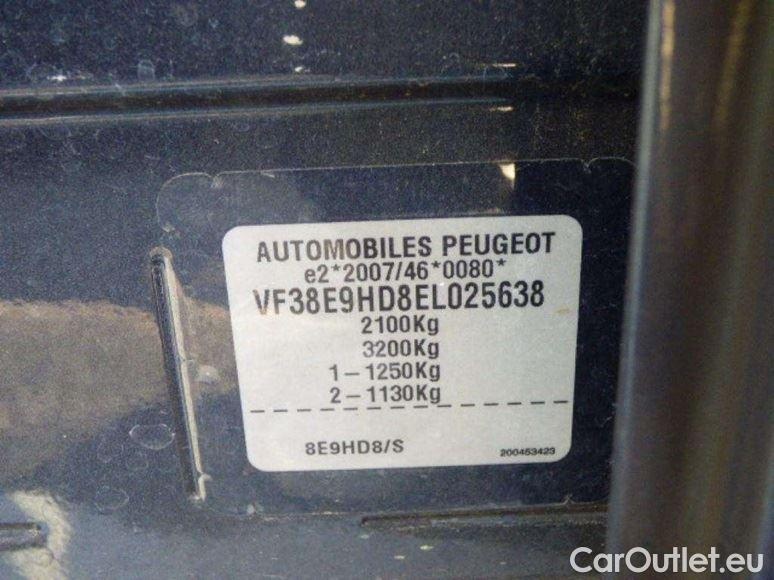 AUTOMOBILES PEUGEOT
e2*2007/46*0080*
VF38E9HD8EL025638
2100Kg
3200Kg
1-1250Kg
2-1130Kg
8E9HD8/S 200453423
CarOutlet.eu